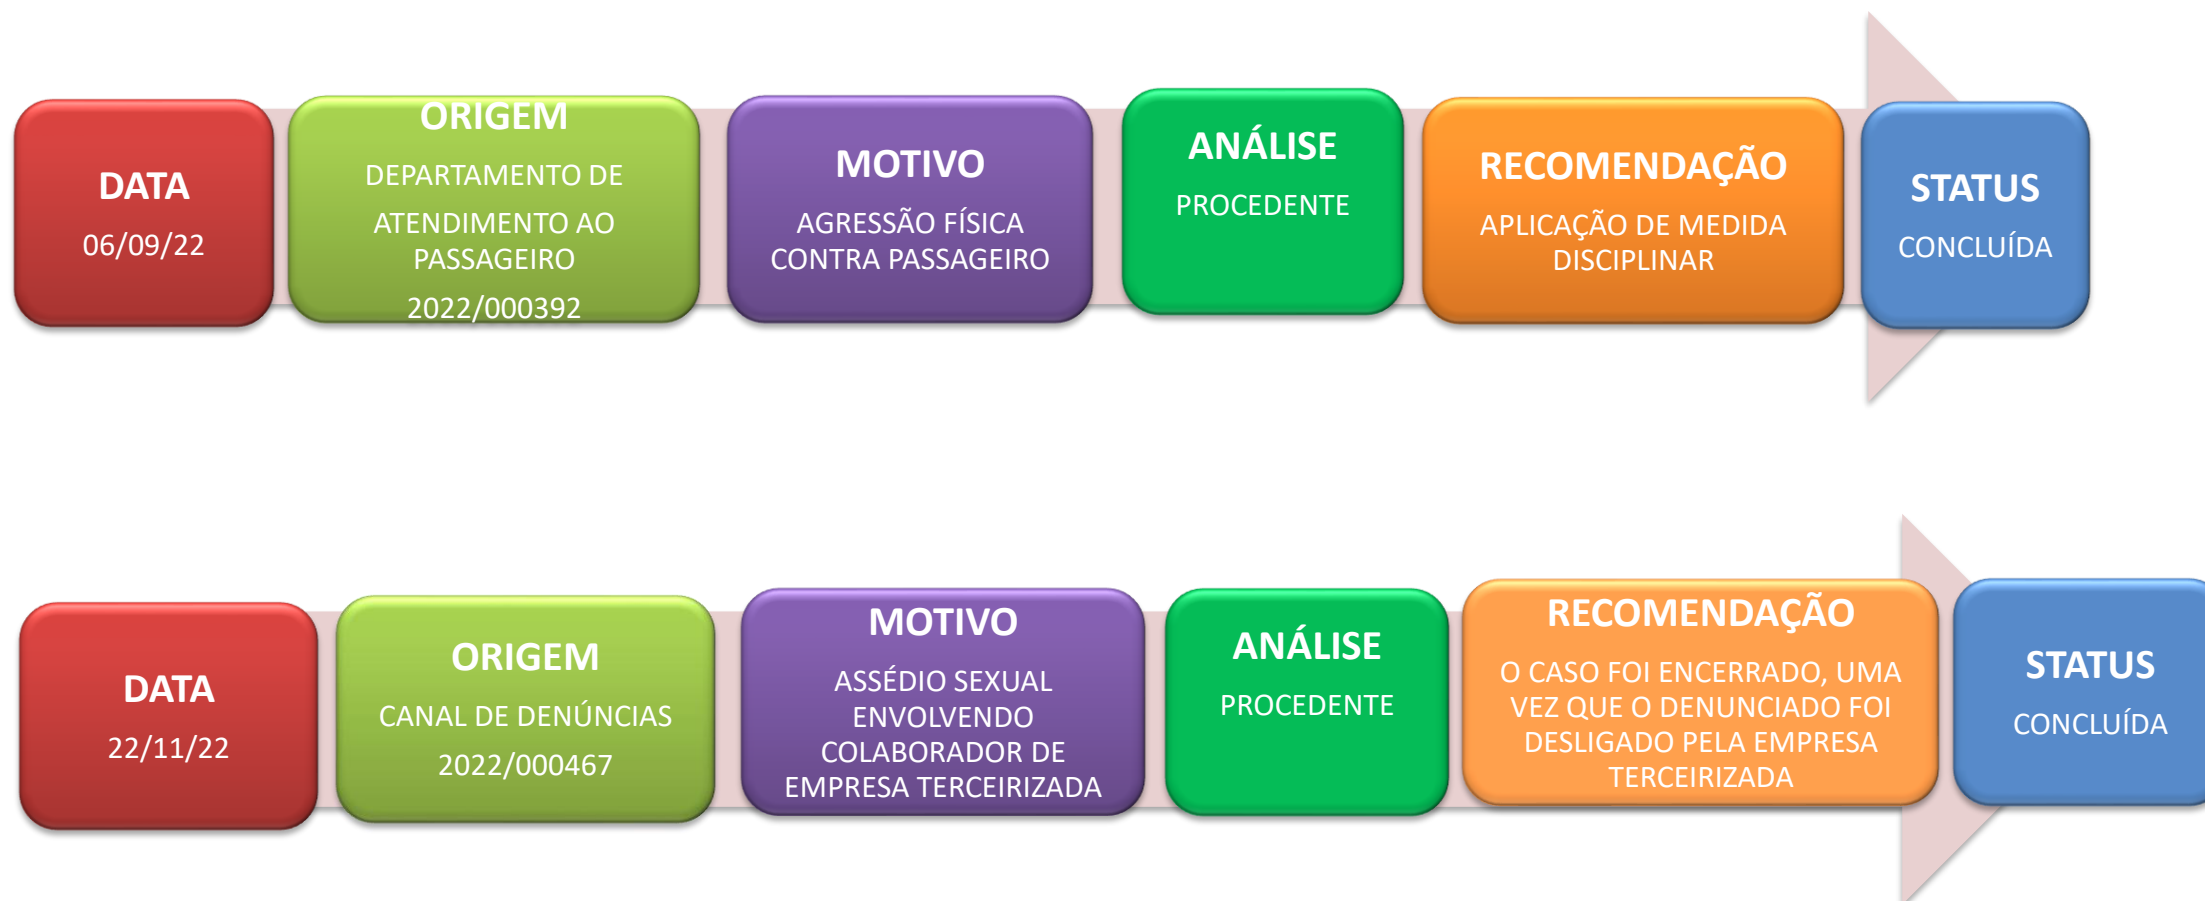 DATA
06/09/22
ORIGEM
DEPARTAMENTO DE
ATENDIMENTO AO
PASSAGEIRO
2022/000392
MOTIVO
AGRESSÃO FÍSICA
CONTRA PASSAGEIRO
ANÁLISE
PROCEDENTE
RECOMENDAÇÃO
APLICAÇÃO DE MEDIDA
DISCIPLINAR
STATUS
CONCLUÍDA
DATA
22/11/22
ORIGEM
CANAL DE DENÚNCIAS
2022/000467
MOTIVO
ASSÉDIO SEXUAL
ENVOLVENDO
COLABORADOR DE
EMPRESA TERCEIRIZADA
ANÁLISE
PROCEDENTE
RECOMENDAÇÃO
O CASO FOI ENCERRADO, UMA
VEZ QUE O DENUNCIADO FOI
DESLIGADO PELA EMPRESA
TERCEIRIZADA
STATUS
CONCLUÍDA